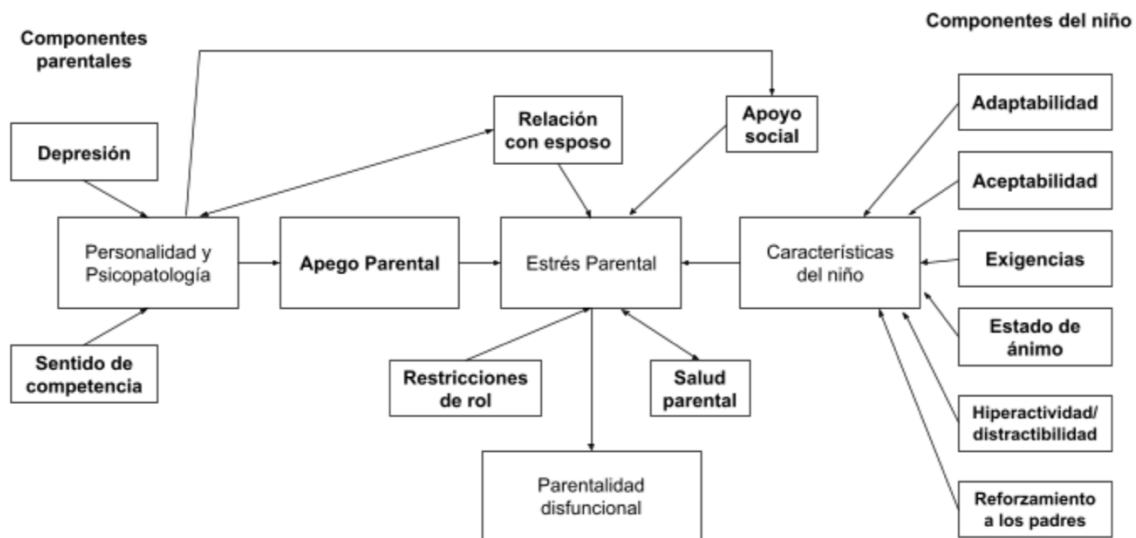 Componentes
parentales
Componentes del niño
Depresión
Relación
con esposo
Apoyo
social
Adaptabilidad
Aceptabilidad
Personalidad y
Psicopatología
Apego Parental
Estrés Parental
Características
del niño
Exigencias
Estado de
ánimo
Sentido de
competencia
Restricciones
de rol
Salud
parental
Hiperactividad/
distractibilidad
Parentalidad
disfuncional
Reforzamiento
a los padres